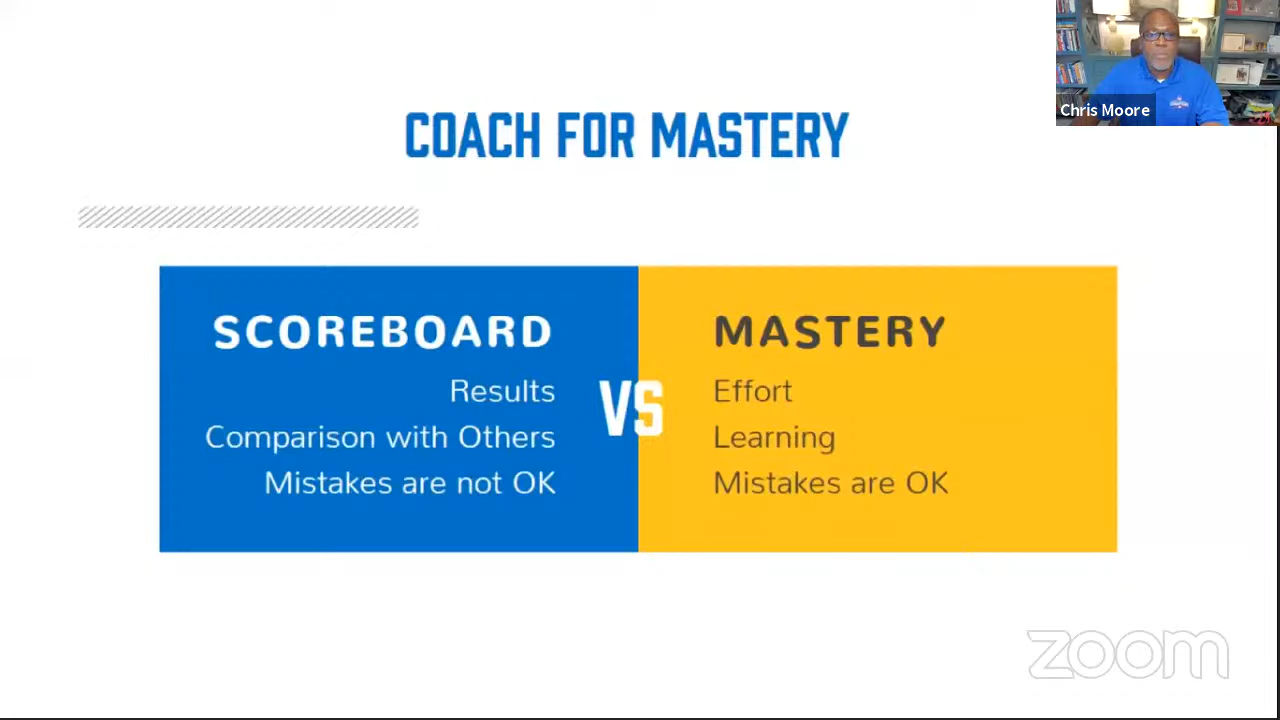 Chris Moore
COACH FOR MASTERY
SCOREBOARD
Results
Comparison with Others
Mistakes are not OK
VS
MASTERY
Effort
Learning
Mistakes are OK
zoom